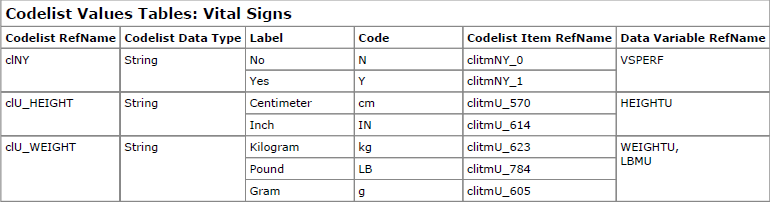 Codelist Values Tables: Vital Signs
Codelist RefName Codelist Data Type Label Code Codelist Item RefName Data Variable RefName
clNY String No N clitmNY_0 VSPERF
Yes Y clitmNY_1
clU_HEIGHT String Centimeter cm clitmU_570 HEIGHTU
Inch IN clitmU_614
clU_WEIGHT String Kilogram kg clitmU_623 WEIGHTU,
LBMU
Pound LB clitmU_784
Gram g clitmU_605